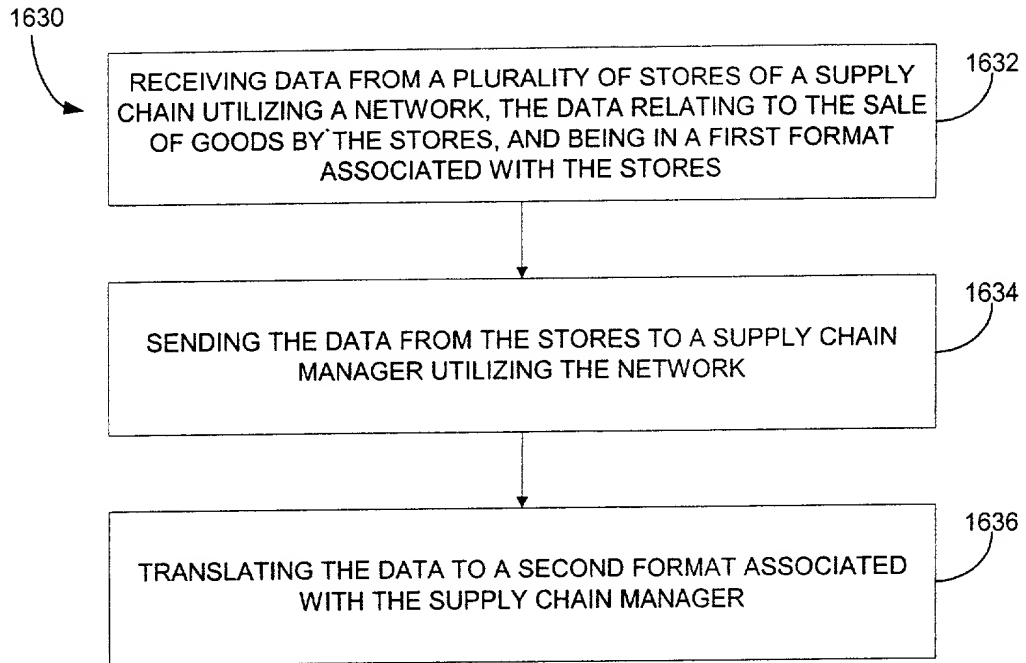 1630
RECEIVING DATA FROM A PLURALITY OF STORES OF A SUPPLY
CHAIN UTILIZING A NETWORK, THE DATA RELATING TO THE SALE
OF GOODS BY THE STORES, AND BEING IN A FIRST FORMAT
ASSOCIATED WITH THE STORES
1632
SENDING THE DATA FROM THE STORES TO A SUPPLY CHAIN
MANAGER UTILIZING THE NETWORK
1634
TRANSLATING THE DATA TO A SECOND FORMAT ASSOCIATED
WITH THE SUPPLY CHAIN MANAGER
1636